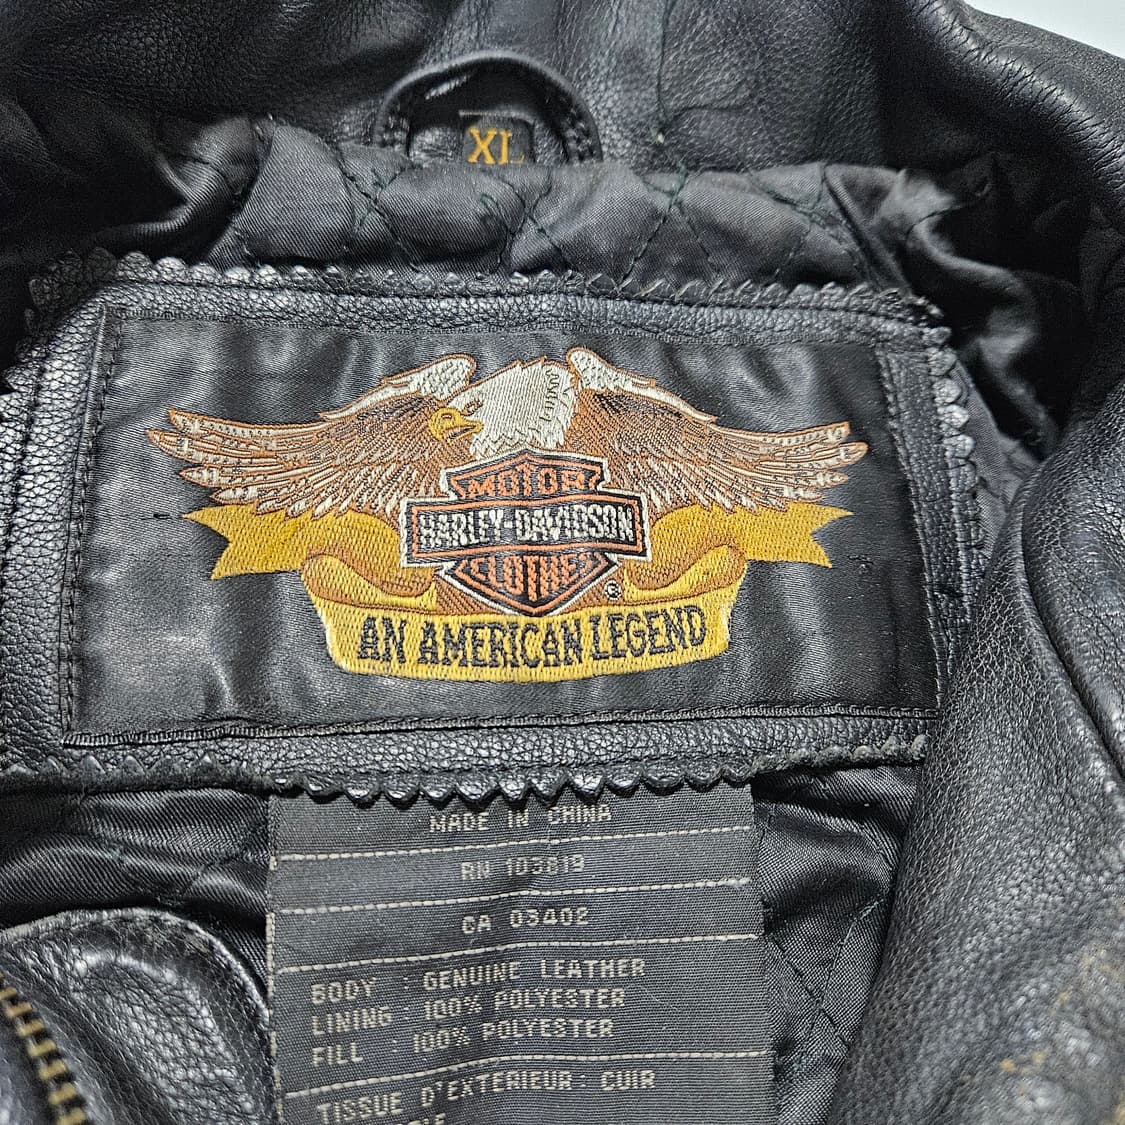 XL
MOTOR
HARLEY-DAVIDSON
CLOTHES
®
AN AMERICAN LEGEND
MADE IN CHINA
RN 103819
CA 03402
BODY : GENUINE LEATHER
LINING : 100% POLYESTER
FILL : 100% POLYESTER
TISSUE D'EXTERIEUR : CUIR